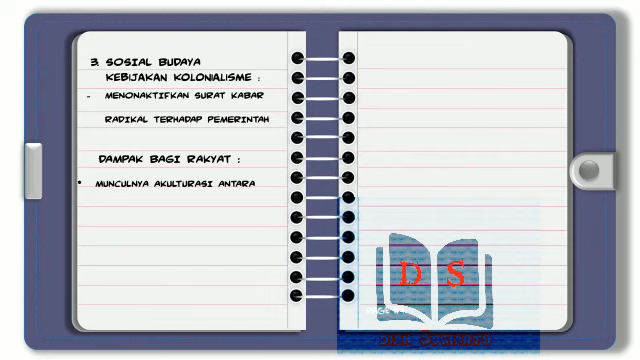 3. SOSIAL BUDAYA
KEBIJAKAN KOLONIALISME :
- MENONAKTIFKAN SURAT KABAR
RADIKAL TERHADAP PEMERINTAH
DAMPAK BAGI RAKYAT :
• MUNCULNYA AKULTURASI ANTARA
D S